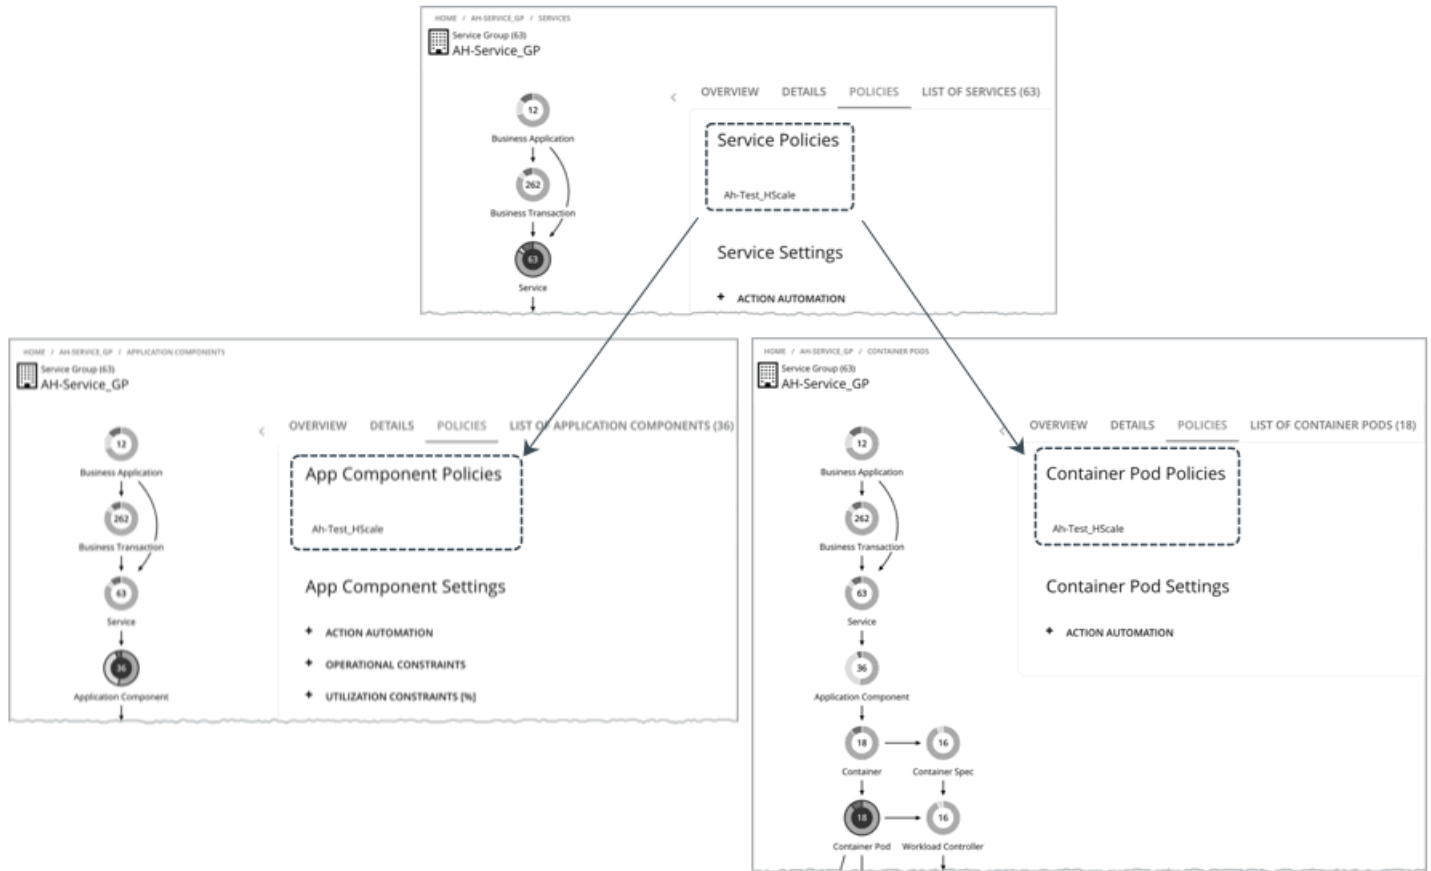 HOME / AH-SERVICE_GP / SERVICES
Service Group (63)
AH-Service_GP
OVERVIEW DETAILS POLICIES LIST OF SERVICES (63)
12
Business Application
262
Business Transaction
63
Service
Service Policies
Ah-Test_HScale
Service Settings
+ ACTION AUTOMATION
HOME / AH-SERVICE_GP / APPLICATION COMPONENTS
Service Group (63)
AH-Service_GP
OVERVIEW DETAILS POLICIES LIST OF APPLICATION COMPONENTS (36)
12
Business Application
262
Business Transaction
63
Service
36
Application Component
App Component Policies
Ah-Test_HScale
App Component Settings
+ ACTION AUTOMATION
+ OPERATIONAL CONSTRAINTS
+ UTILIZATION CONSTRAINTS [%]
HOME / AH-SERVICE_GP / CONTAINER PODS
Service Group (63)
AH-Service_GP
OVERVIEW DETAILS POLICIES LIST OF CONTAINER PODS (18)
12
Business Application
262
Business Transaction
63
Service
36
Application Component
18 16
Container Container Spec
18 16
Container Pod Workload Controller
Container Pod Policies
Ah-Test_HScale
Container Pod Settings
+ ACTION AUTOMATION